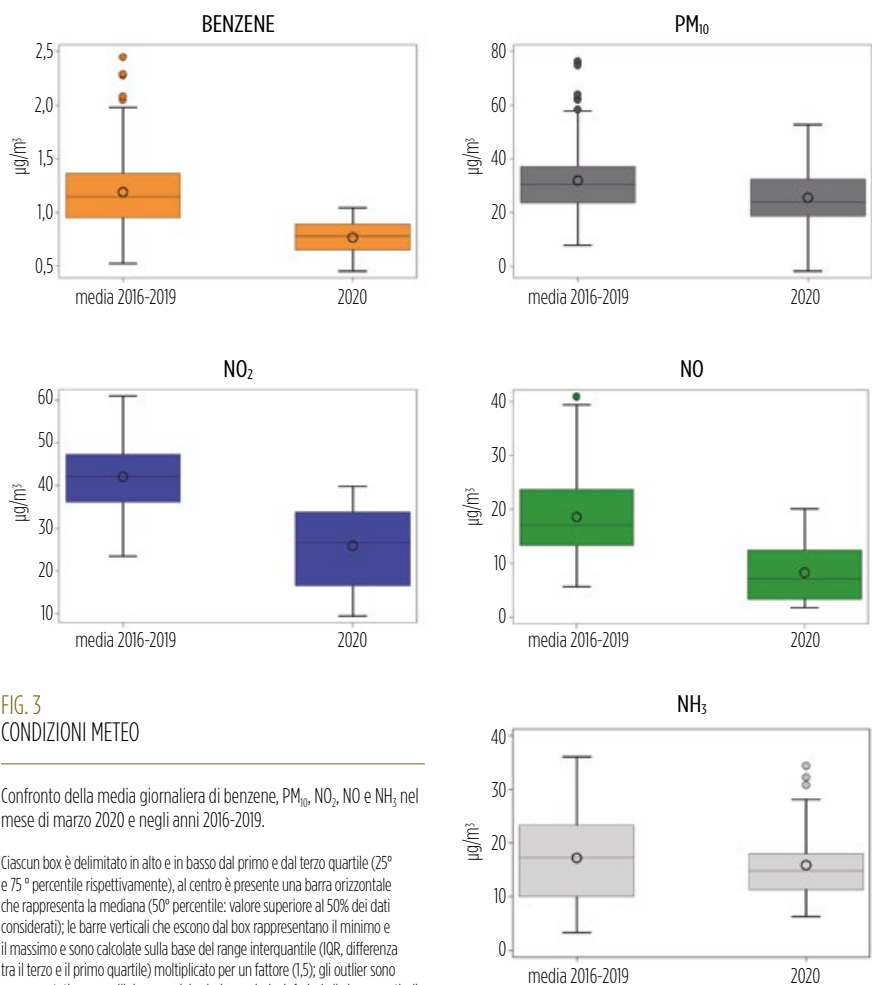 BENZENE
2,5
2,0
1,5
1,0
0,5
µg/m³
media 2016-2019
2020
PM₁₀
80
60
40
20
0
µg/m³
media 2016-2019
2020
NO₂
60
50
40
30
20
10
µg/m³
media 2016-2019
2020
NO
40
30
20
10
0
µg/m³
media 2016-2019
2020
FIG. 3
CONDIZIONI METEO
Confronto della media giornaliera di benzene, PM₁₀, NO₂, NO e NH₃ nel
mese di marzo 2020 e negli anni 2016-2019.
Ciascun box è delimitato in alto e in basso dal primo e dal terzo quartile (25°
e 75 ° percentile rispettivamente), al centro è presente una barra orizzontale
che rappresenta la mediana (50° percentile: valore superiore al 50% dei dati
considerati); le barre verticali che escono dal box rappresentano il minimo e
il massimo e sono calcolate sulla base del range interquantile (IQR, differenza
tra il terzo e il primo quartile) moltiplicato per un fattore (1,5); gli outlier sono
NH₃
40
30
20
10
0
µg/m³
media 2016-2019
2020